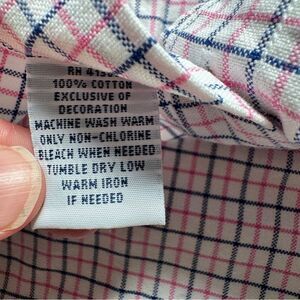 100% COTTON
EXCLUSIVE OF
DECORATION
MACHINE WASH WARM
ONLY NON-CHLORINE
BLEACH WHEN NEEDED
TUMBLE DRY LOW
WARM IRON
IF NEEDED